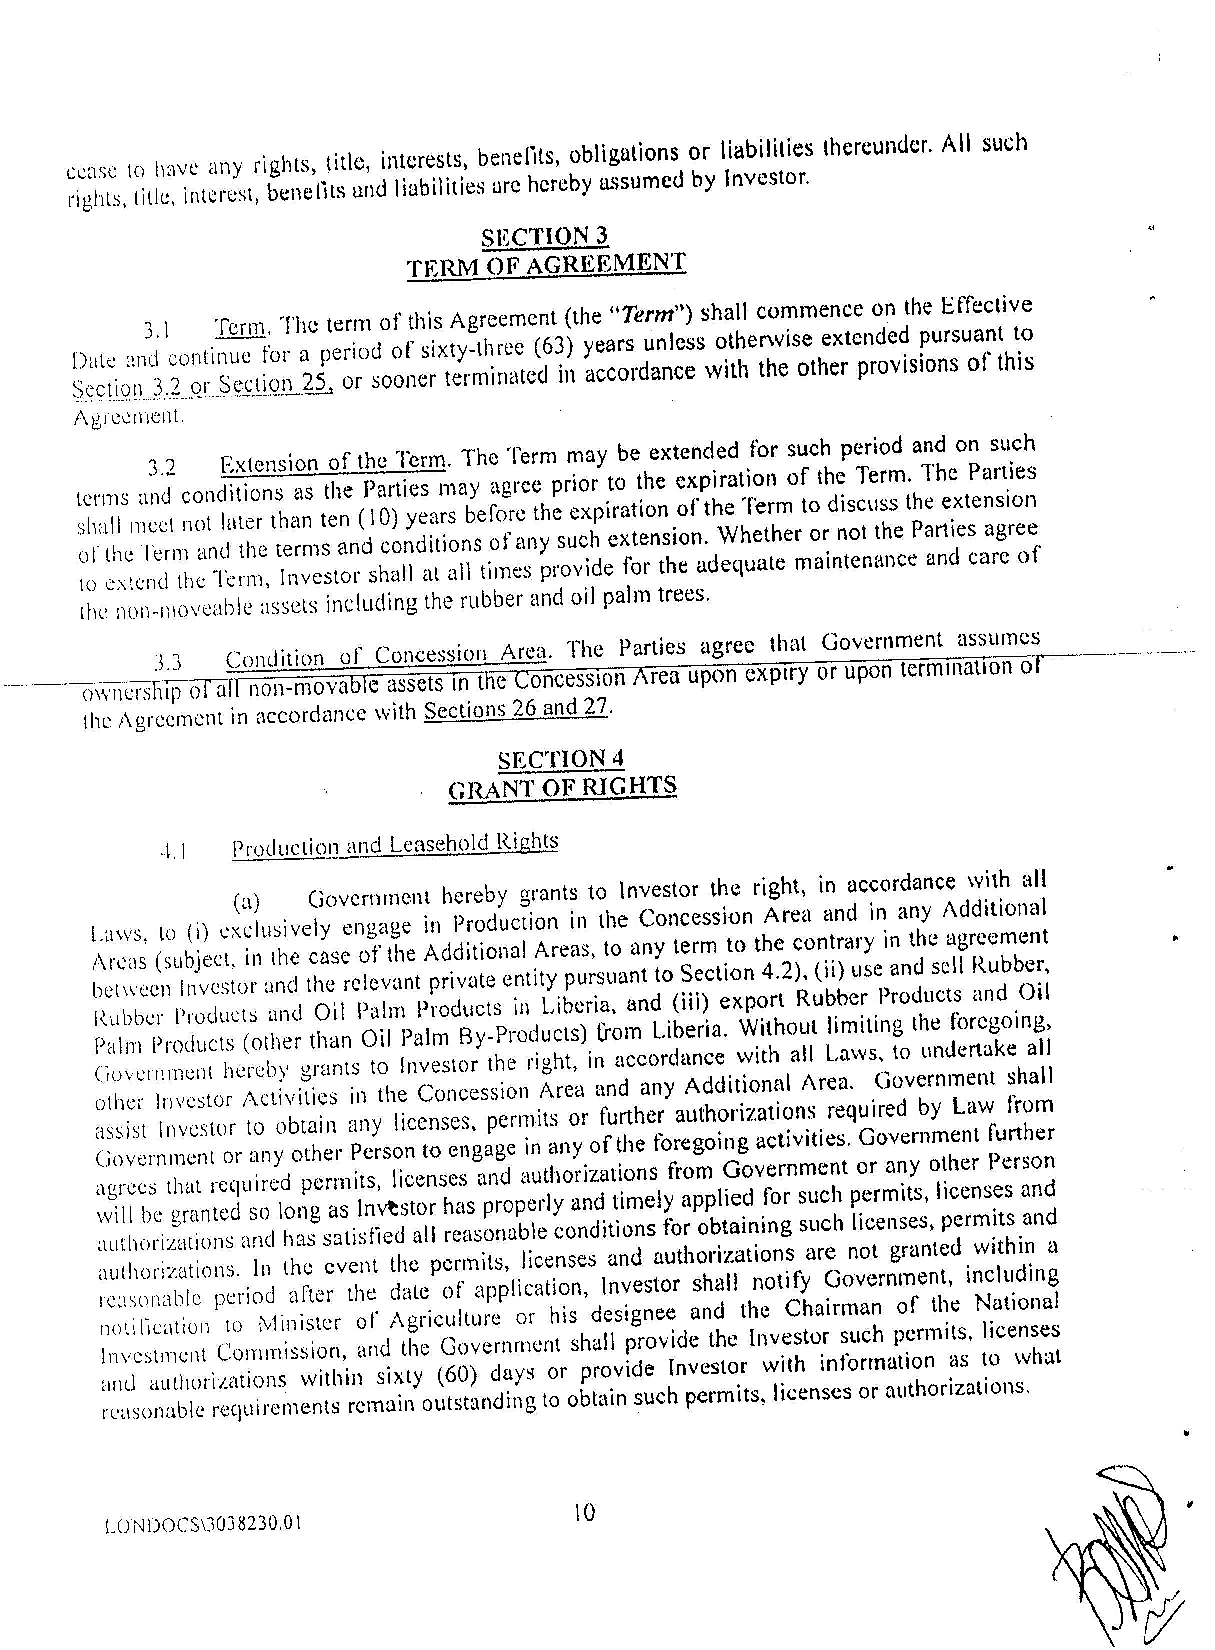 cease to have any rights, title, interests, benefits, obligations or liabilities thereunder. All such
rights, title, interest, benefits and liabilities are hereby assumed by Investor.
SECTION 3
TERM OF AGREEMENT
3.1 Term. The term of this Agreement (the “Term”) shall commence on the Effective
Date and continue for a period of sixty-three (63) years unless otherwise extended pursuant to
Section 3.2 or Section 25, or sooner terminated in accordance with the other provisions of this
Agreement.
3.2 Extension of the Term. The Term may be extended for such period and on such
terms and conditions as the Parties may agree prior to the expiration of the Term. The Parties
shall meet not later than ten (10) years before the expiration of the Term to discuss the extension
of the Term and the terms and conditions of any such extension. Whether or not the Parties agree
to extend the Term, Investor shall at all times provide for the adequate maintenance and care of
the non-moveable assets including the rubber and oil palm trees.
3.3 Condition of Concession Area. The Parties agree that Government assumes
ownership of all non-movable assets in the Concession Area upon expiry or upon termination of
the Agreement in accordance with Sections 26 and 27.
SECTION 4
GRANT OF RIGHTS
4.1 Production and Leasehold Rights
(a) Government hereby grants to Investor the right, in accordance with all
Laws, to (i) exclusively engage in Production in the Concession Area and in any Additional
Areas (subject, in the case of the Additional Areas, to any term to the contrary in the agreement
between Investor and the relevant private entity pursuant to Section 4.2), (ii) use and sell Rubber,
Rubber Products and Oil Palm Products in Liberia, and (iii) export Rubber Products and Oil
Palm Products (other than Oil Palm By-Products) from Liberia. Without limiting the foregoing,
Government hereby grants to Investor the right, in accordance with all Laws, to undertake all
other Investor Activities in the Concession Area and any Additional Area. Government shall
assist Investor to obtain any licenses, permits or further authorizations required by Law from
Government or any other Person to engage in any of the foregoing activities. Government further
agrees that required permits, licenses and authorizations from Government or any other Person
will be granted so long as Investor has properly and timely applied for such permits, licenses and
authorizations and has satisfied all reasonable conditions for obtaining such licenses, permits and
authorizations. In the event the permits, licenses and authorizations are not granted within a
reasonable period after the date of application, Investor shall notify Government, including
notification to Minister of Agriculture or his designee and the Chairman of the National
Investment Commission, and the Government shall provide the Investor such permits, licenses
and authorizations within sixty (60) days or provide Investor with information as to what
reasonable requirements remain outstanding to obtain such permits, licenses or authorizations.
LONDOCS\3038230.01
10